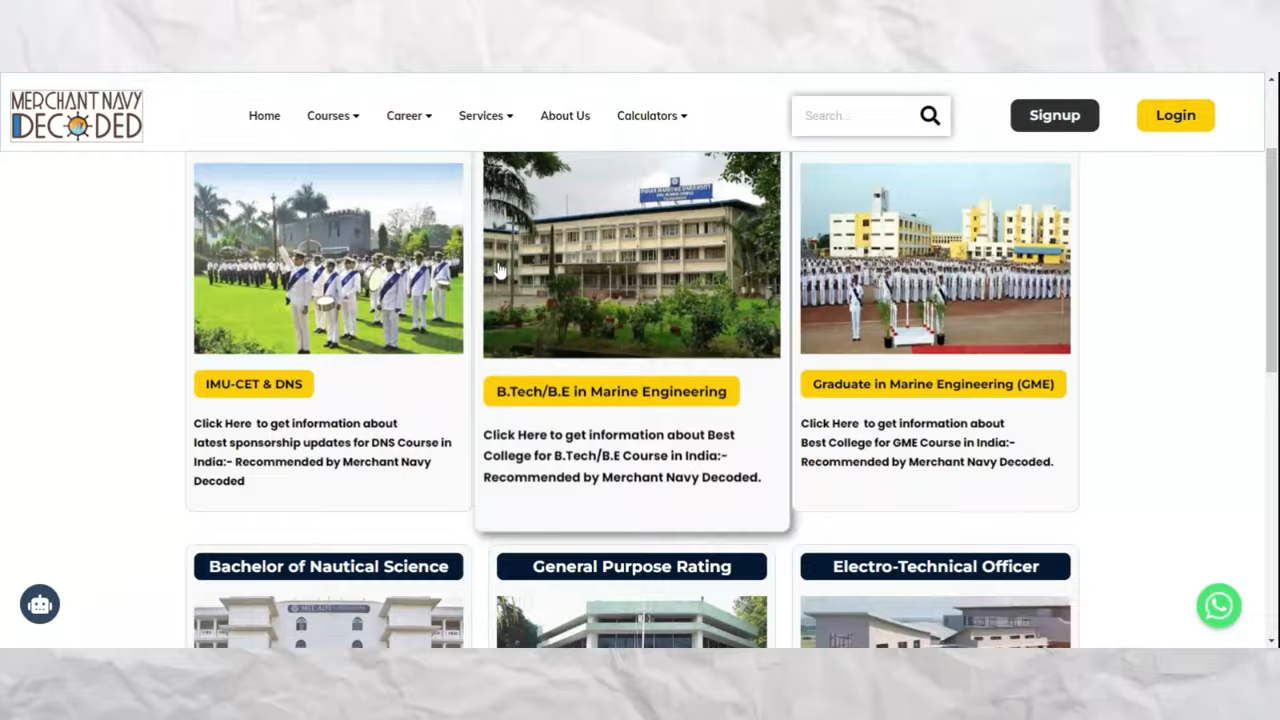 MERCHANT NAVY
DECODED
Home
Courses
Career
Services
About Us
Calculators
Search...
Signup
Login
INDIAN MARITIME UNIVERSITY
IMU-CET & DNS
Click Here to get information about
latest sponsorship updates for DNS Course in
India:- Recommended by Merchant Navy
Decoded
B.Tech/B.E in Marine Engineering
Click Here to get information about Best
College for B.Tech/B.E Course in India:-
Recommended by Merchant Navy Decoded.
Graduate in Marine Engineering (GME)
Click Here to get information about
Best College for GME Course in India:-
Recommended by Merchant Navy Decoded.
Bachelor of Nautical Science
General Purpose Rating
Electro-Technical Officer